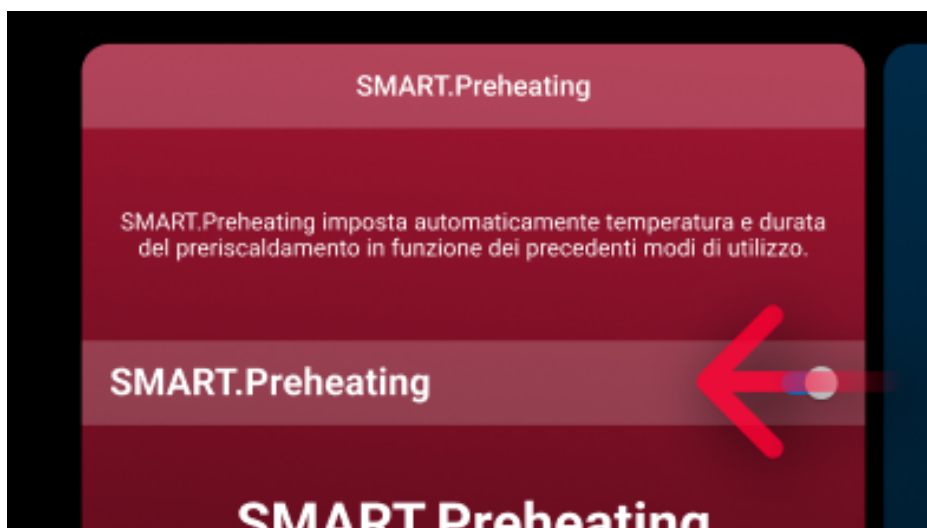 SMART.Preheating
SMART.Preheating imposta automaticamente temperatura e durata
del preriscaldamento in funzione dei precedenti modi di utilizzo.
SMART.Preheating
SMART.Preheating